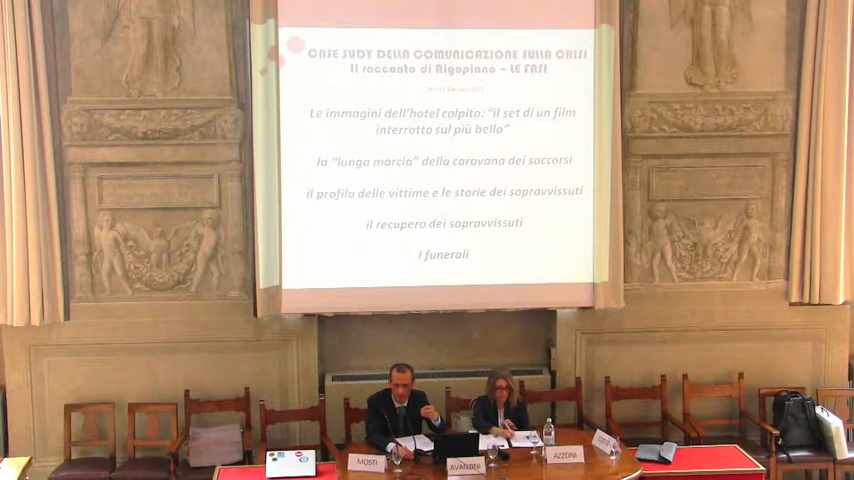 CASE SUDY DELLA COMUNICAZIONE SULLA CRISI
Il racconto di Rigopiano – LE FASI
Le immagini dell'hotel colpito: "il set di un film
interrotto sul più bello"
la "lunga marcia" della carovana dei soccorsi
il profilo delle vittime e le storie dei sopravvissuti
il recupero dei sopravvissuti
I funerali
MOSTI
AVANZINI
AZZONI